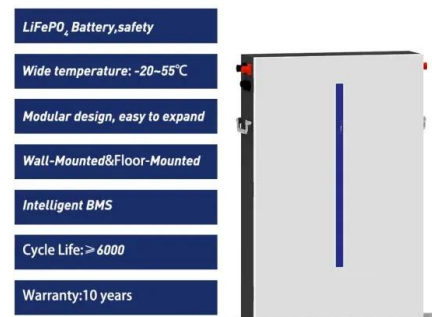 LiFePO₄ Battery,safety
Wide temperature: -20~55℃
Modular design, easy to expand
Wall-Mounted&Floor-Mounted
Intelligent BMS
Cycle Life:≥6000
Warranty:10 years